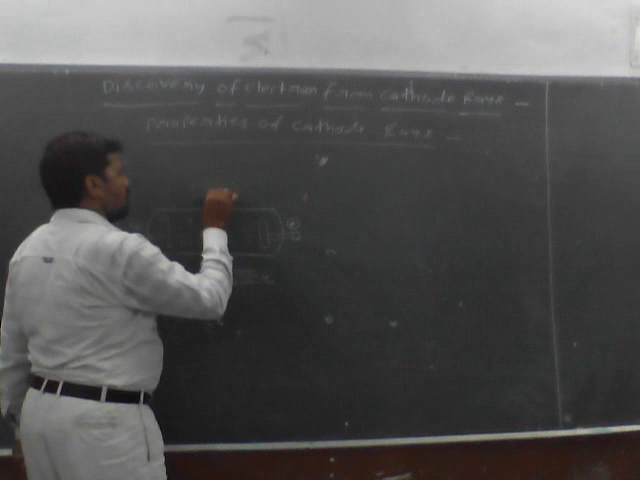 Discovery of Electron from Cathode Rays -
Properties of Cathode Rays -